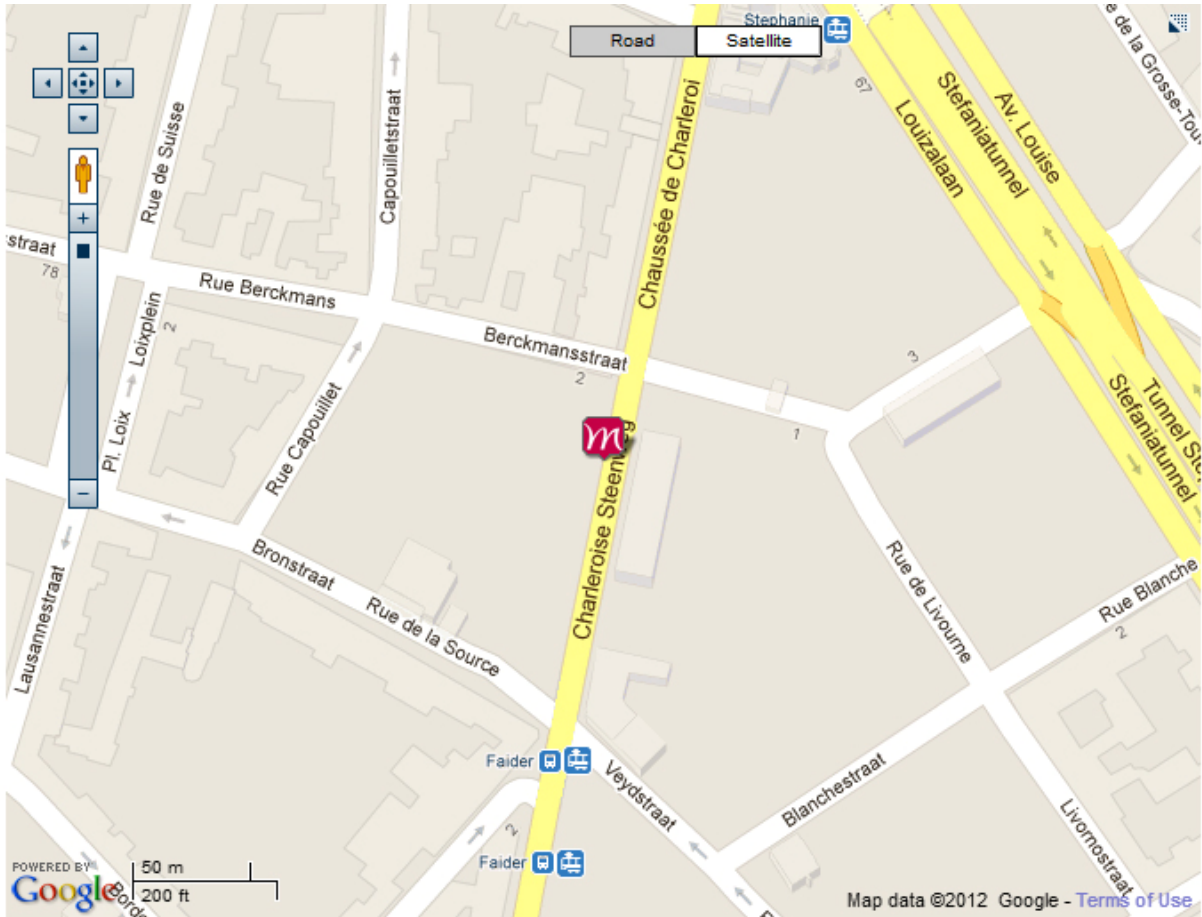 Stephanie
Road
Satellite
e de la Grosse-Tou
67
Stefaniatunnel
Av. Louise
Louizalaan
Rue de Suisse
Capouilletstraat
Chaussée de Charleroi
straat
78
Rue Berckmans
Loixplein
2
Berckmansstraat
2
3
Pl. Loix
Rue Capouillet
m
1
Stefaniatunnel
Tunnel Ste
Charleroise Steenweg
Bronstraat
Rue de la Source
Rue de Livourne
Rue Blanche
2
Lausannestraat
Faider
Veydstraat
Blanchestraat
2
Livornostraat
Faider
POWERED BY
Google
50 m
200 ft
Borde
Map data ©2012 Google - Terms of Use